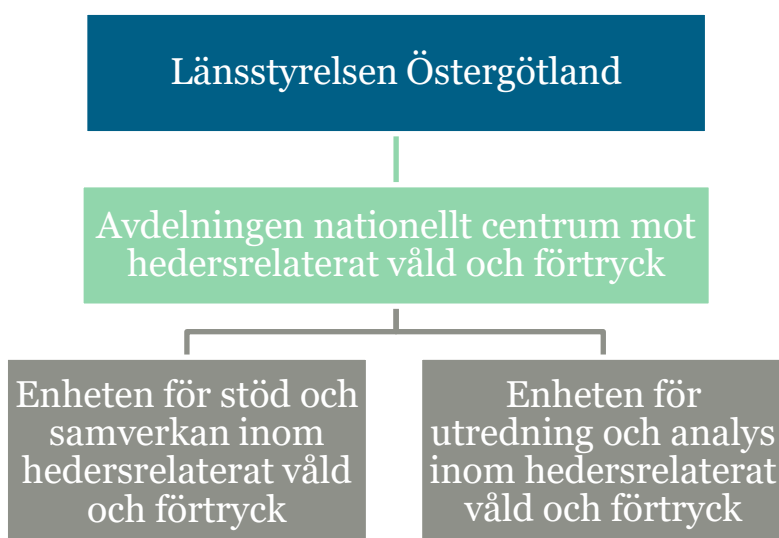 Länsstyrelsen Östergötland
Avdelningen nationellt centrum mot
hedersrelaterat våld och förtryck
Enheten för stöd och
samverkan inom
hedersrelaterat våld
och förtryck
Enheten för
utredning och analys
inom hedersrelaterat
våld och förtryck